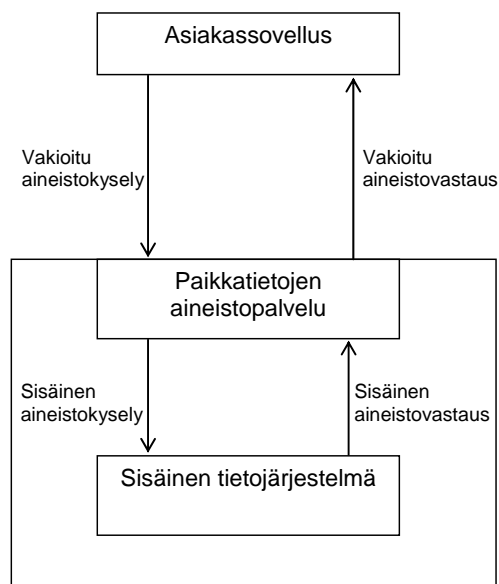 Asiakassovellus
Vakioitu
aineistokysely
Vakioitu
aineistovastaus
Paikkatietojen
aineistopalvelu
Sisäinen
aineistokysely
Sisäinen
aineistovastaus
Sisäinen tietojärjestelmä